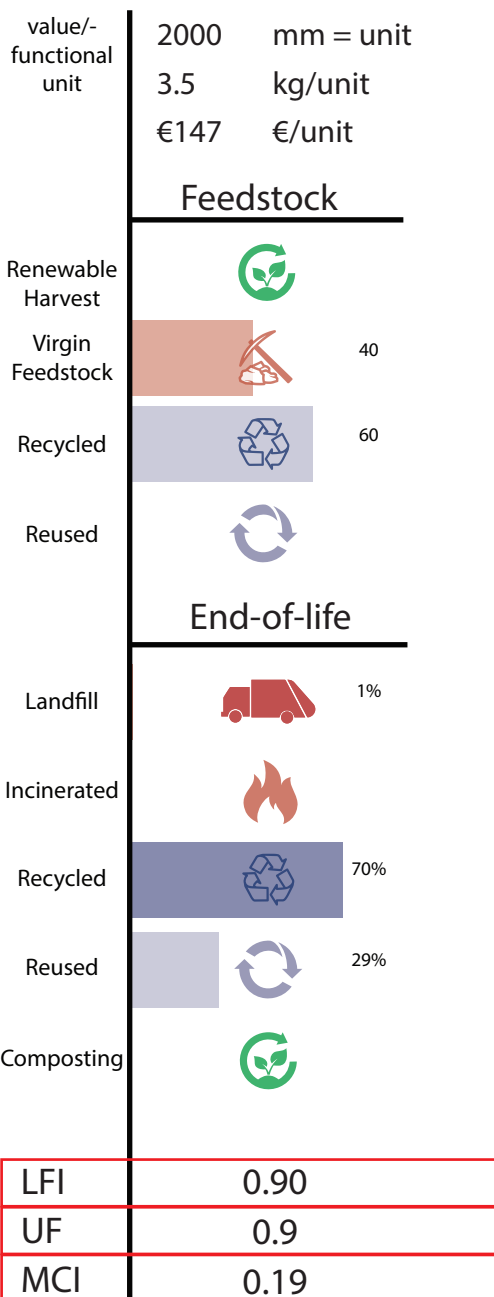 value/-
functional
unit
2000 mm = unit
3.5 kg/unit
€147 €/unit
Feedstock
Renewable
Harvest
Virgin
Feedstock
40
Recycled
60
Reused
End-of-life
Landfill
1%
Incinerated
Recycled
70%
Reused
29%
Composting
LFI 0.90
UF 0.9
MCI 0.19